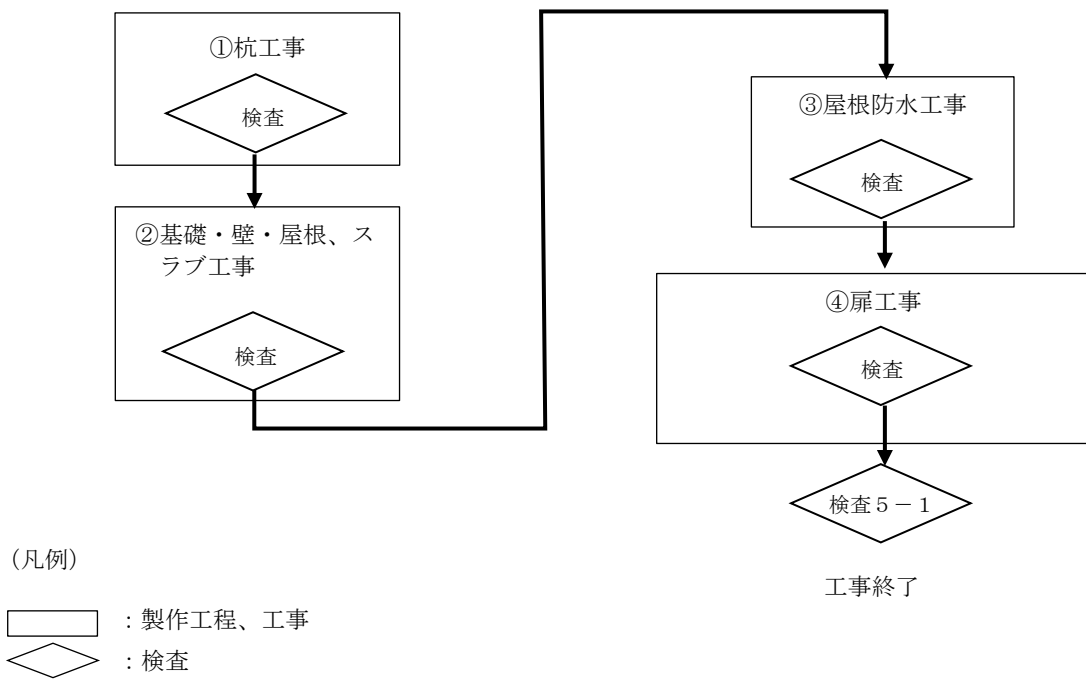 ①杭工事
検査
②基礎・壁・屋根、ス
ラブ工事
検査
③屋根防水工事
検査
④扉工事
検査
検査5－1
工事終了
(凡例)
：製作工程、工事
：検査